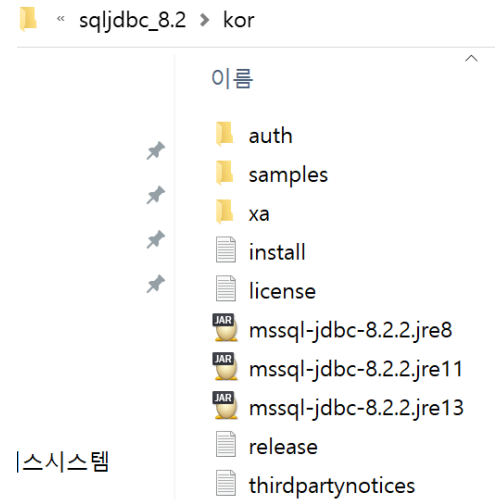 « sqljdbc_8.2 > kor
이름
auth
samples
xa
install
license
JAR mssql-jdbc-8.2.2.jre8
JAR mssql-jdbc-8.2.2.jre11
JAR mssql-jdbc-8.2.2.jre13
release
스시스템
thirdpartynotices